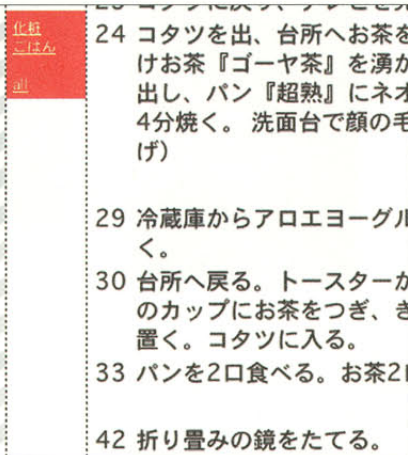 化粧
ごはん
all
24 コタツを出、台所へお茶を
けお茶『ゴーヤ茶』を湧か
出し、パン『超熟』にネオ
4分焼く。 洗面台で顔の毛
げ)
29 冷蔵庫からアロエヨーグル
く。
30 台所へ戻る。トースターか
のカップにお茶をつぎ、き
置く。コタツに入る。
33 パンを2口食べる。お茶2口
42 折り畳みの鏡をたてる。